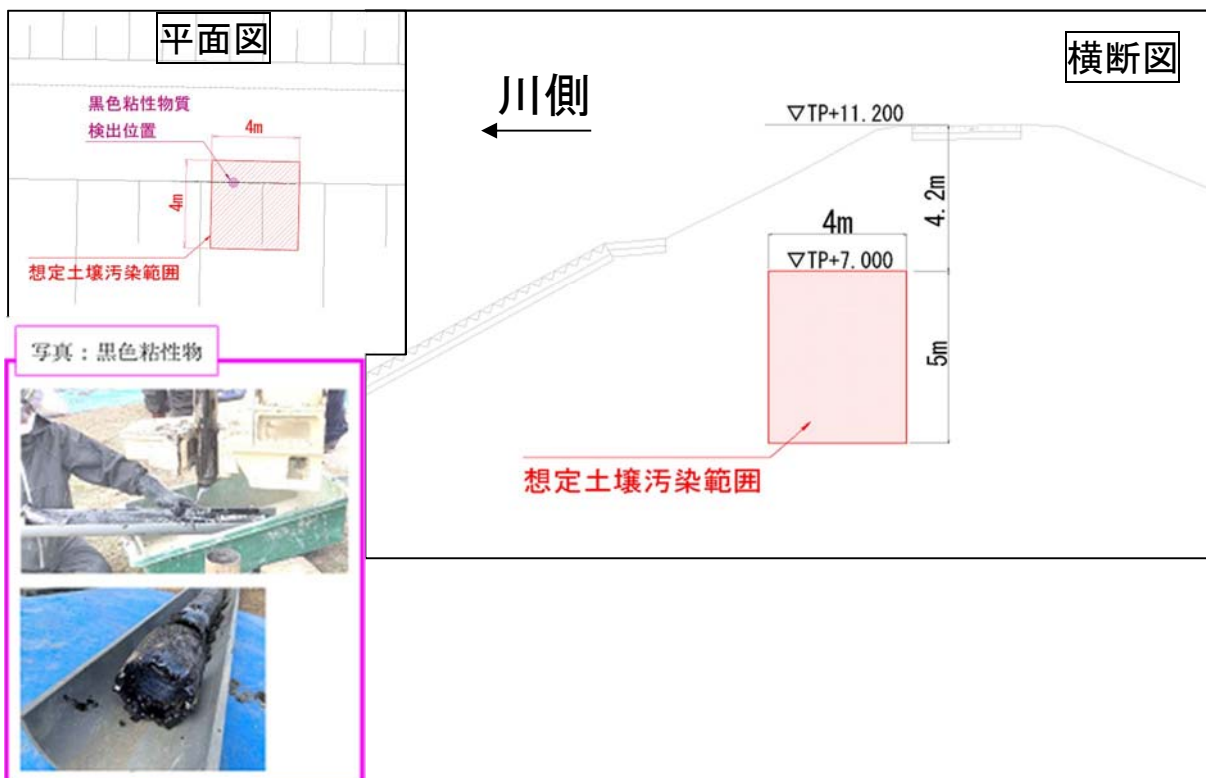 平面図
黒色粘性物質
検出位置
4m
4m
想定土壌汚染範囲
写真：黒色粘性物
横断図
川側
▽TP+11.200
4.2m
4m
▽TP+7.000
5m
想定土壌汚染範囲